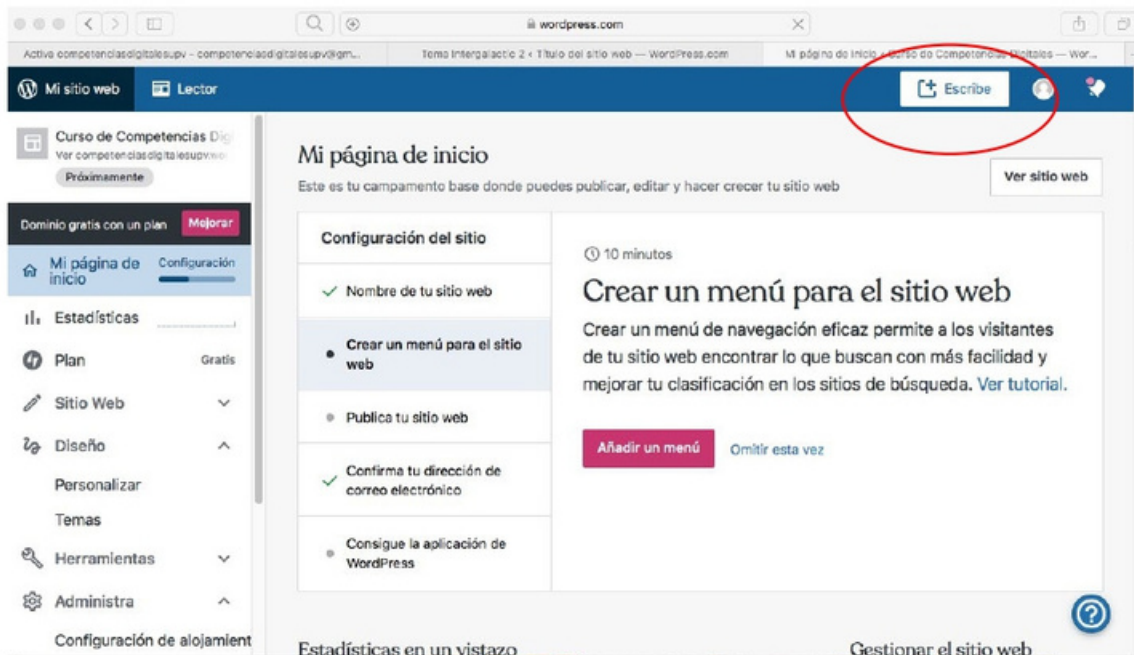 wordpress.com
Activa competenciasdigitalesupv – competenciasdigitalesupv@gm...
Tema Intergalactic 2 ‹ Título del sitio web — WordPress.com
Mi página de inicio ‹ Curso de Competencias Digitales — Wor...
Mi sitio web
Lector
Escribe
Curso de Competencias Dig
Ver competenciasdigitalesupv.wo
Próximamente
Dominio gratis con un plan
Mejorar
Mi página de inicio
Configuración
Estadísticas
Plan
Gratis
Sitio Web
Diseño
Personalizar
Temas
Herramientas
Administra
Configuración de alojamient
Mi página de inicio
Este es tu campamento base donde puedes publicar, editar y hacer crecer tu sitio web
Ver sitio web
Configuración del sitio
Nombre de tu sitio web
Crear un menú para el sitio
web
Publica tu sitio web
Confirma tu dirección de
correo electrónico
Consigue la aplicación de
WordPress
10 minutos
Crear un menú para el sitio web
Crear un menú de navegación eficaz permite a los visitantes
de tu sitio web encontrar lo que buscan con más facilidad y
mejorar tu clasificación en los sitios de búsqueda. Ver tutorial.
Añadir un menú
Omitir esta vez
Estadísticas en un vistazo
Gestionar el sitio web